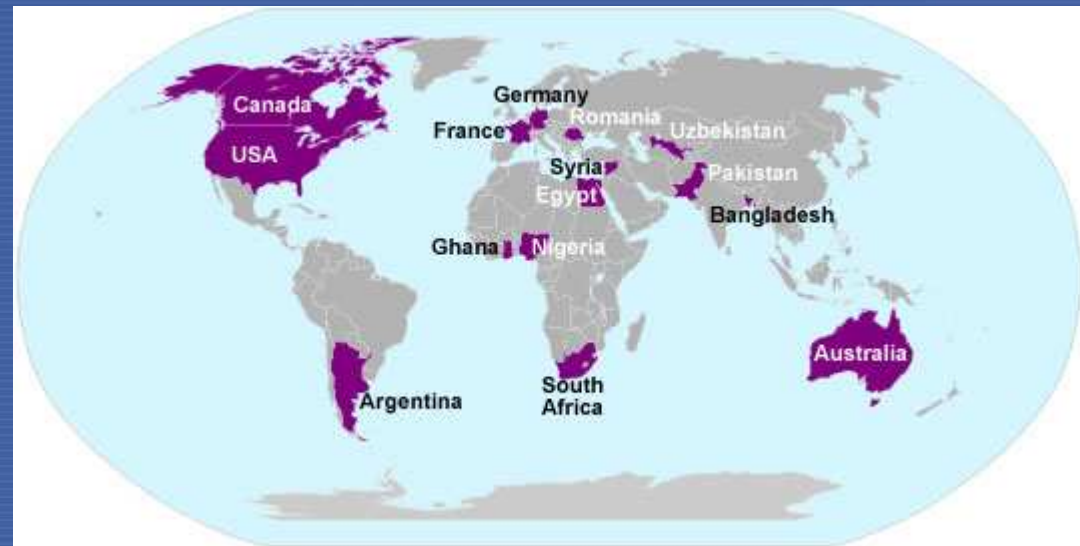 Canada
USA
Germany
France
Romania
Uzbekistan
Syria
Pakistan
Egypt
Bangladesh
Ghana
Nigeria
Australia
Argentina
South
Africa